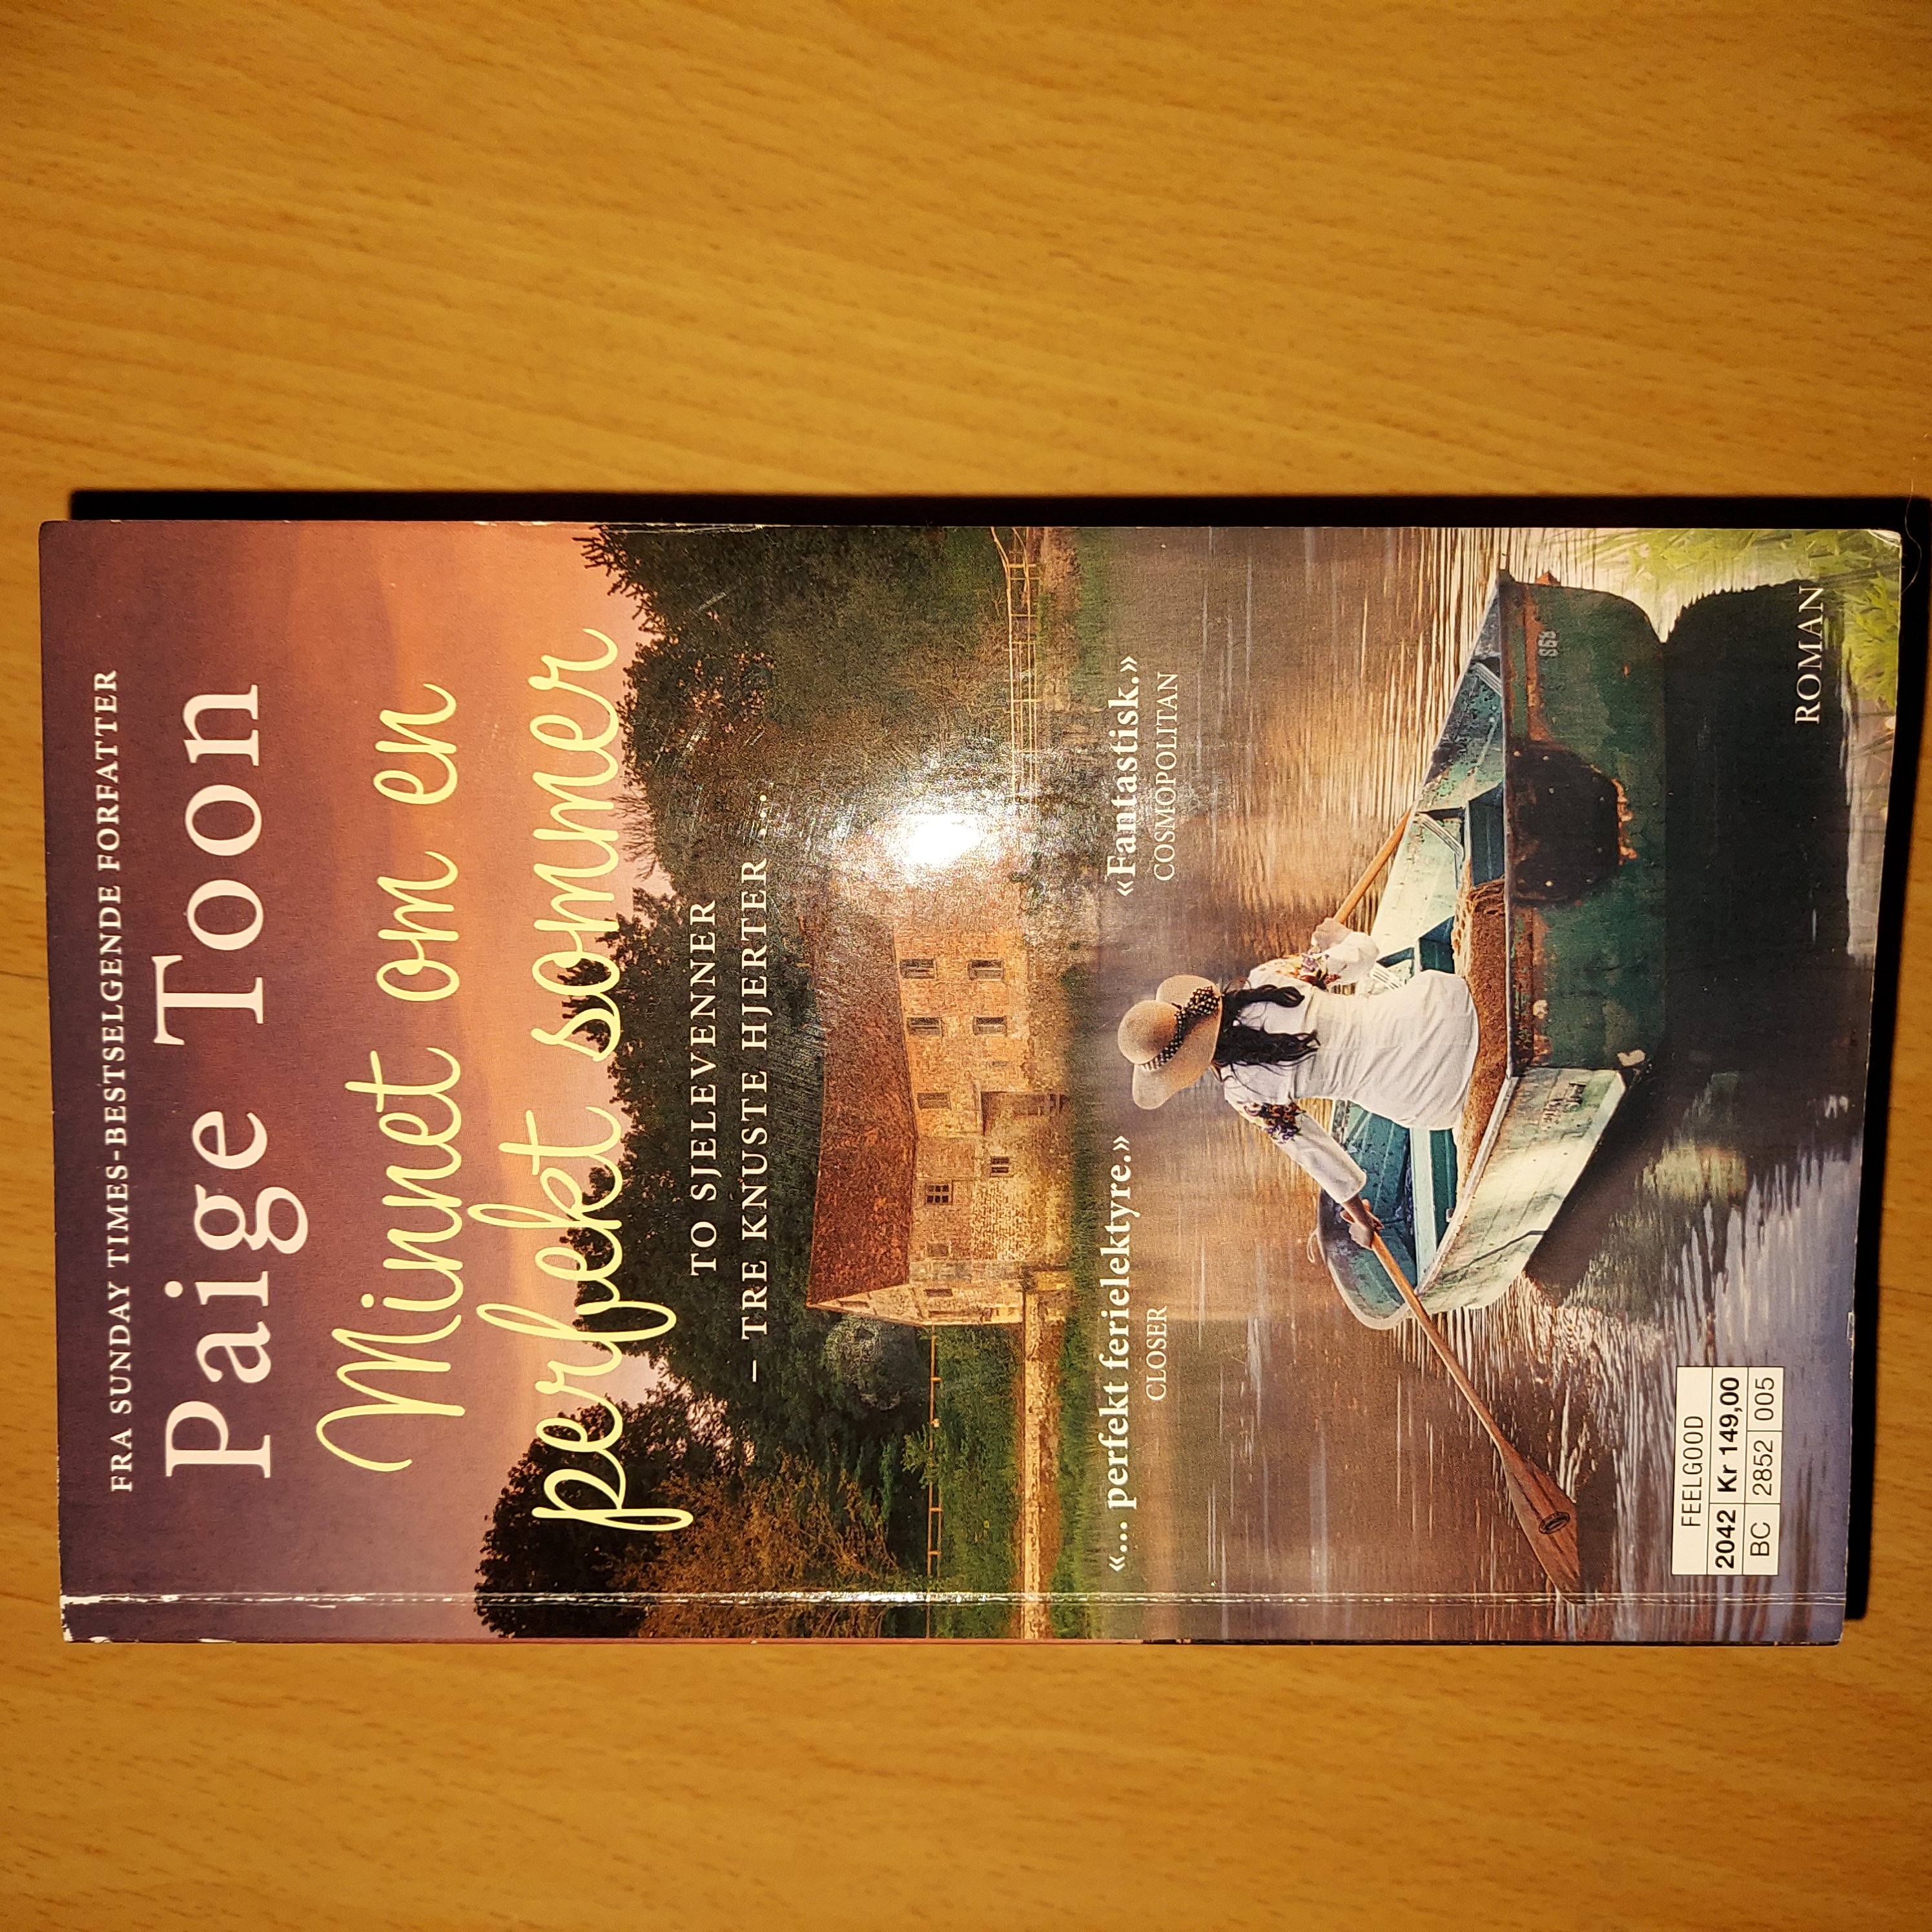 FRA SUNDAY TIMES-BESTSELGENDE FORFATTER
Paige Toon
Minnet om en
perfekt sommer
TO SJELEVENNER
– TRE KNUSTE HJERTER ...
«... perfekt ferielektyre.»
CLOSER
«Fantastisk.»
COSMOPOLITAN
FEELGOOD
2042 Kr 149,00
BC 2852 005
ROMAN